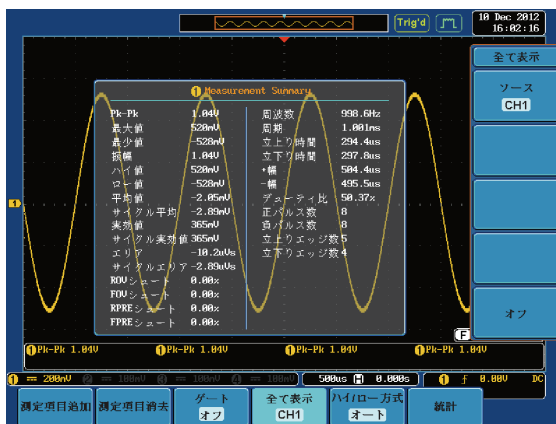 Trig'd
10 Dec 2012
16:02:16
全て表示
ソース
CH1
1 Measurement Summary
Pk-Pk 1.04V 周波数 998.6Hz
最大値 520mV 周期 1.001ms
最少値 -528mV 立上り時間 294.4us
振幅 1.04V 立下り時間 297.8us
ハイ値 520mV +幅 504.4us
ロー値 -528mV -幅 495.5us
平均値 -2.05mV デューティ比 50.37%
サイクル平均 -2.89mV 正パルス数 8
実効値 365mV 負パルス数 8
サイクル実効値 365mV 立上りエッジ数 5
エリア -10.2uVs 立下りエッジ数 4
サイクルエリア -2.89uVs
ROVシュート 0.00%
FOVシュート 0.00%
RPREシュート 0.00%
FPREシュート 0.00%
1
オフ
F
1 Pk-Pk 1.04V 1 Pk-Pk 1.04V 1 Pk-Pk 1.04V 1 Pk-Pk 1.04V
1 200mV 2 100mV 3 100mV 4 100mV 500us H 0.000s 1 0.00V DC
測定項目追加 測定項目消去 ゲート オフ 全て表示 CH1 ハイ/ロー方式 オート 統計